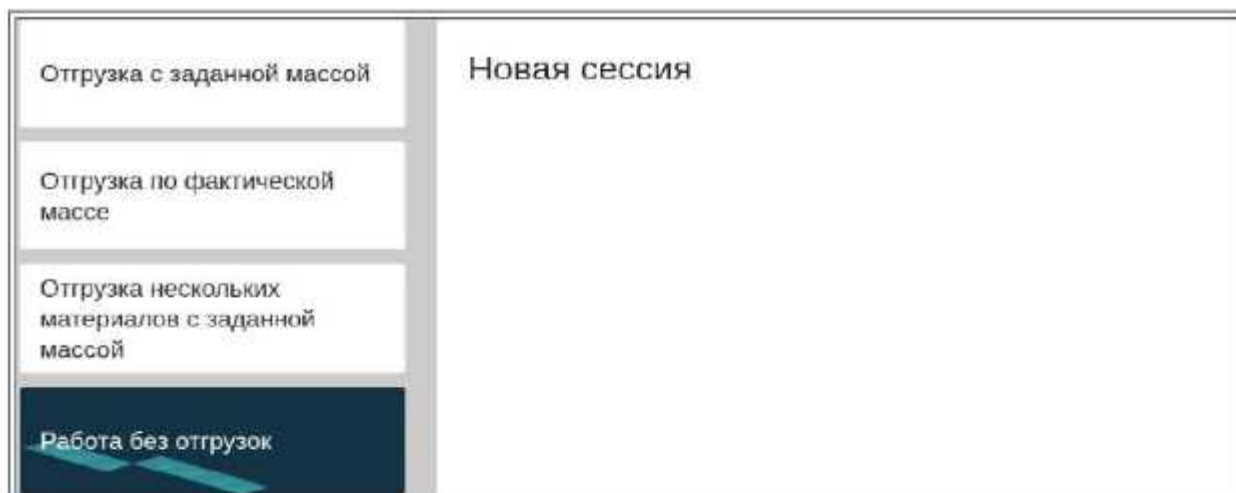 Отгрузка с заданной массой
Новая сессия
Отгрузка по фактической
массе
Отгрузка нескольких
материалов с заданной
массой
Работа без отгрузок